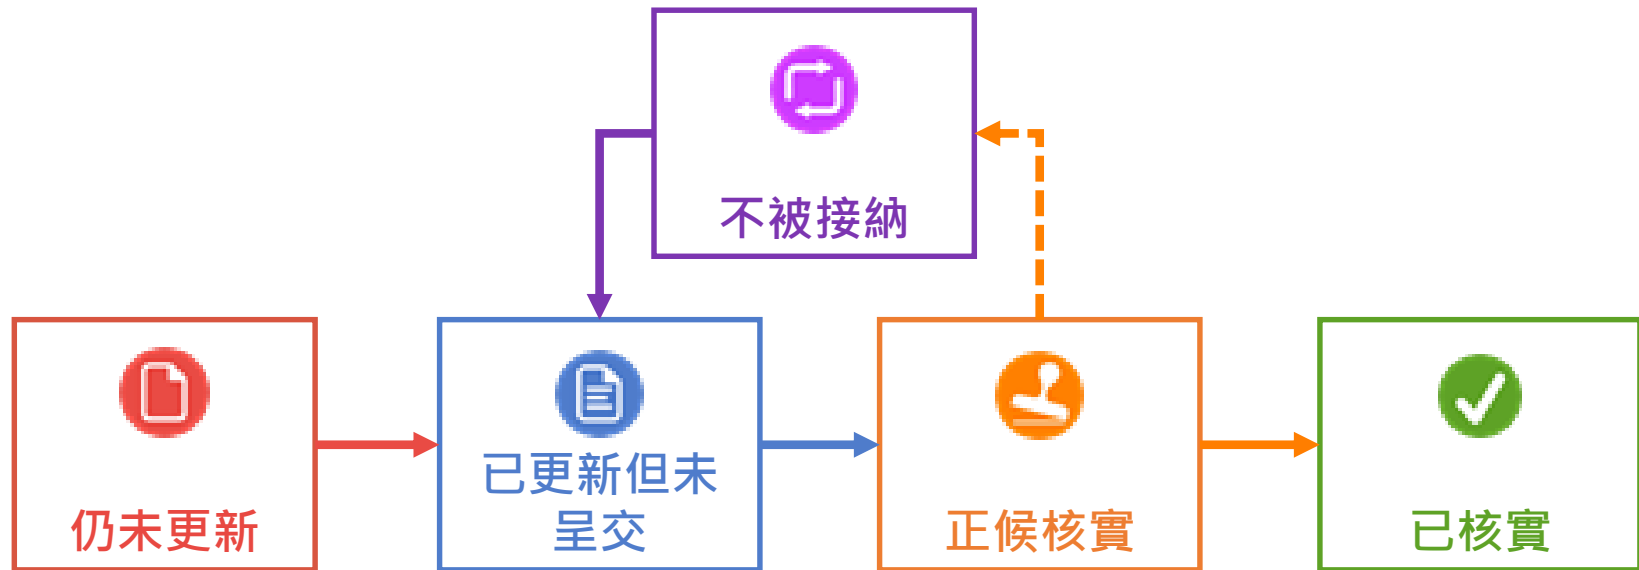 不被接納
仍未更新
已更新但未
呈交
正候核實
已核實